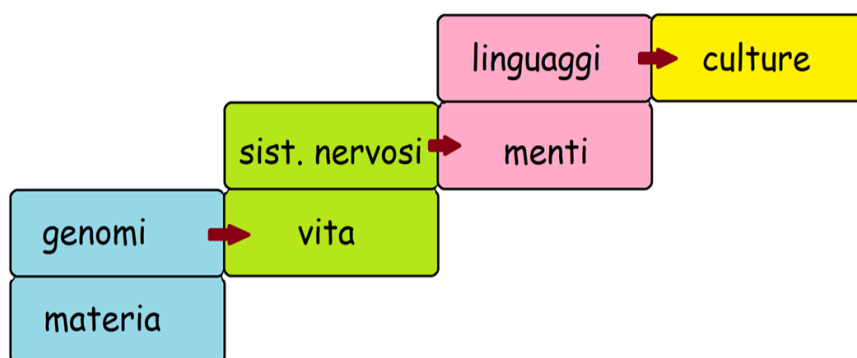 linguaggi
culture
sist. nervosi
menti
genomi
vita
materia